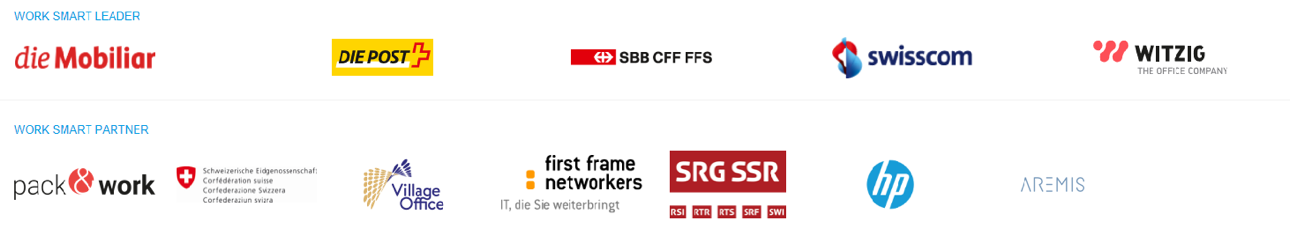 WORK SMART LEADER
die Mobiliar
DIE POST
SBB CFF FFS
swisscom
WITZIG
THE OFFICE COMPANY
WORK SMART PARTNER
pack & work
Schweizerische Eidgenossenschaf
Confédération suisse
Confederazione Svizzera
Confederaziun svizra
Village
Office
first frame
networkers
IT, die Sie weiterbringt
SRG SSR
RSI RTR RTS SRF SWI
hp
AREMIS